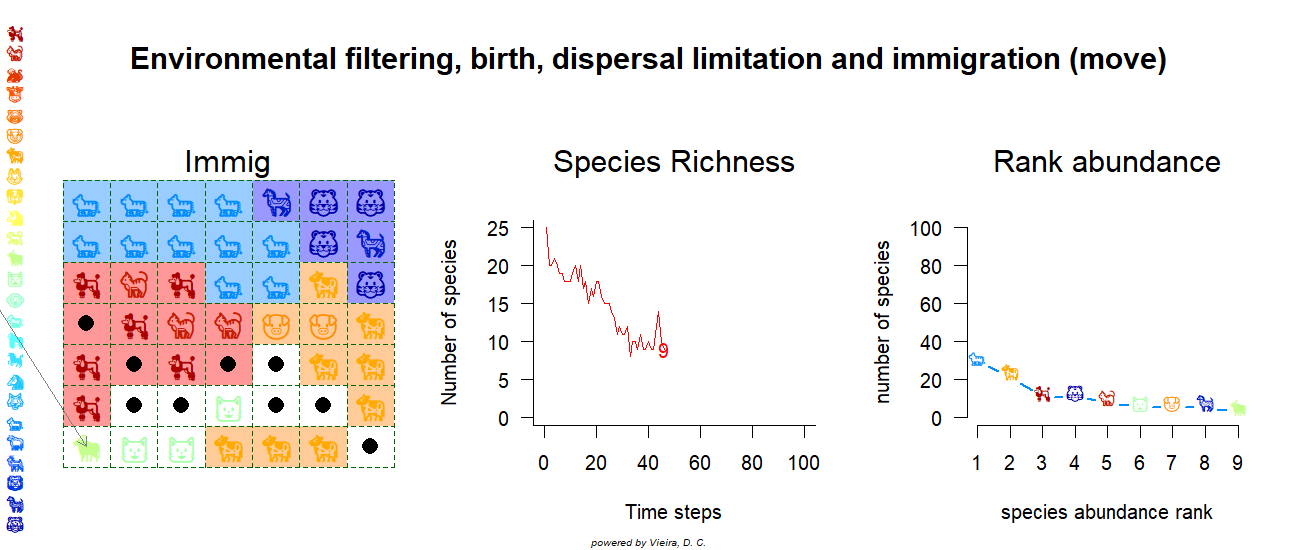 Environmental filtering, birth, dispersal limitation and immigration (move)
Immig
Species Richness
Rank abundance
Number of species
25
20
15
10
5
0
9
0 20 40 60 80 100
Time steps
number of species
100
80
60
40
20
0
1 2 3 4 5 6 7 8 9
species abundance rank
powered by Vieira, D. C.